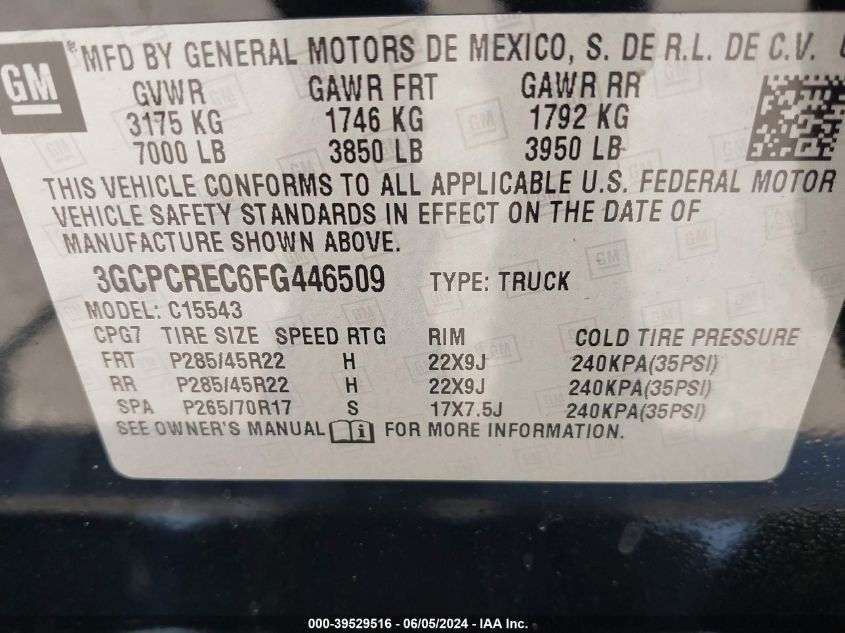 GM
® MFD BY GENERAL MOTORS DE MEXICO, S. DE R.L. DE C.V.
GVWR GAWR FRT GAWR RR
3175 KG 1746 KG 1792 KG
7000 LB 3850 LB 3950 LB
THIS VEHICLE CONFORMS TO ALL APPLICABLE U.S. FEDERAL MOTOR
VEHICLE SAFETY STANDARDS IN EFFECT ON THE DATE OF
MANUFACTURE SHOWN ABOVE.
3GCPCREC6FG446509 TYPE: TRUCK
MODEL: C15543
CPG7 TIRE SIZE SPEED RTG RIM COLD TIRE PRESSURE
FRT P285/45R22 H 22X9J 240KPA(35PSI)
RR P285/45R22 H 22X9J 240KPA(35PSI)
SPA P265/70R17 S 17X7.5J 240KPA(35PSI)
SEE OWNER'S MANUAL i FOR MORE INFORMATION.
000-39529516 - 06/05/2024 - IAA Inc.